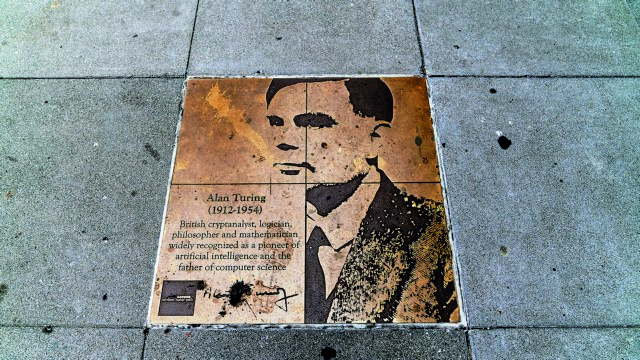 Alan Turing
(1912-1954)
British cryptanalyst, logician,
philosopher and mathematician
widely recognized as a pioneer of
artificial intelligence and the
father of computer science